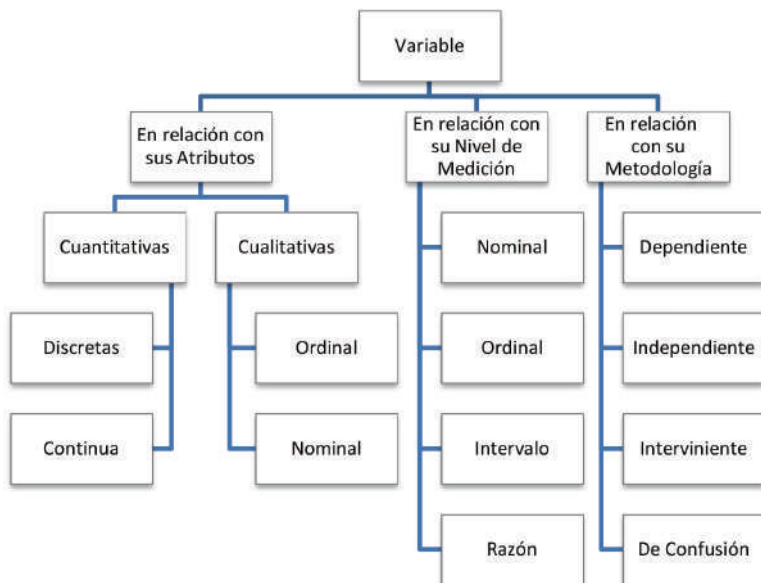 Variable
En relación con
sus Atributos
En relación con
su Nivel de
Medición
En relación
con su
Metodología
Cuantitativas
Cualitativas
Nominal
Dependiente
Discretas
Ordinal
Ordinal
Independiente
Continua
Nominal
Intervalo
Interviniente
Razón
De Confusión